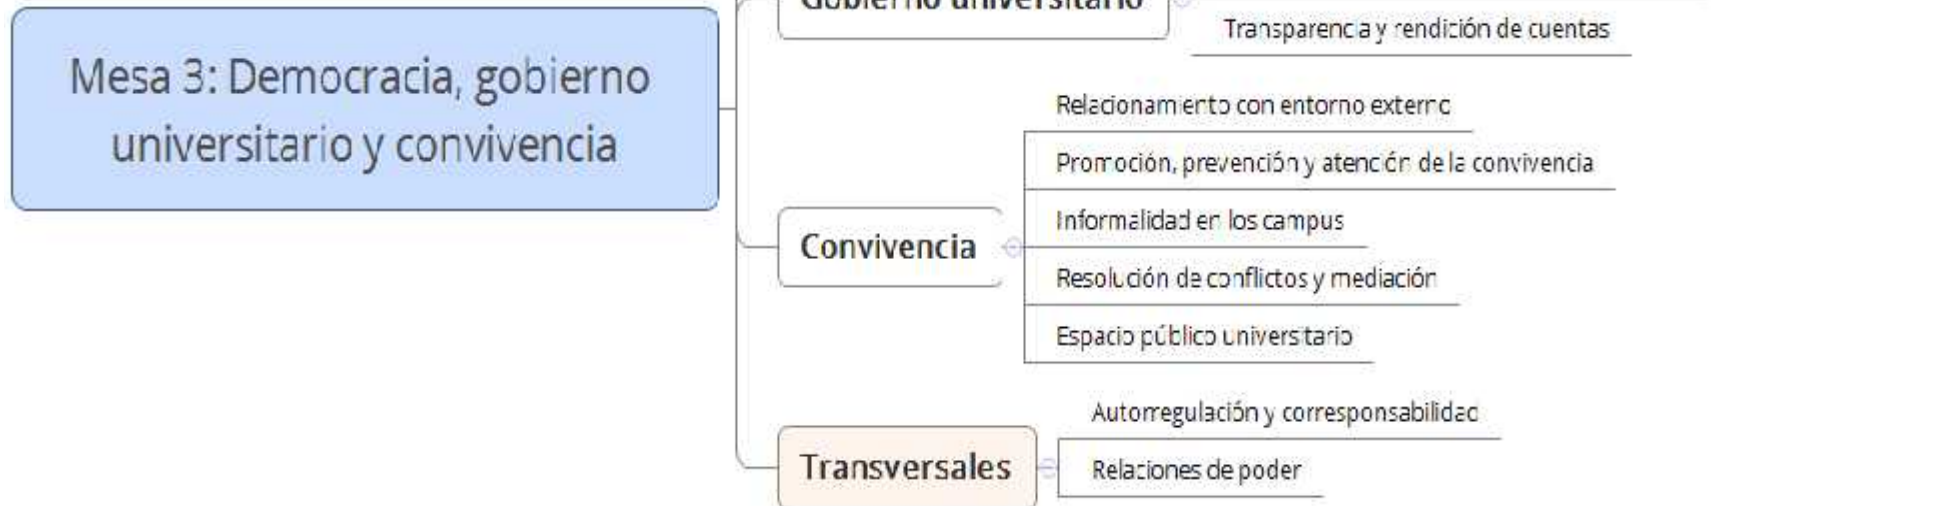 Gobierno universitario
Transparencia y rendición de cuentas
Mesa 3: Democracia, gobierno
universitario y convivencia
Relacionamiento con entorno externo
Promoción, prevención y atención de la convivencia
Convivencia
Informalidad en los campus
Resolución de conflictos y mediación
Espacio público universitario
Transversales
Autorregulación y corresponsabilidad
Relaciones de poder